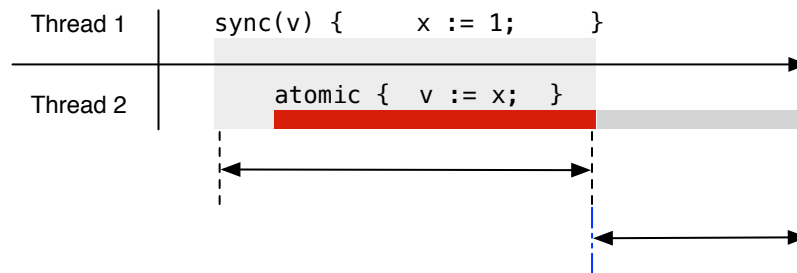 Thread 1 sync(v) { x := 1; }
Thread 2 atomic { v := x; }